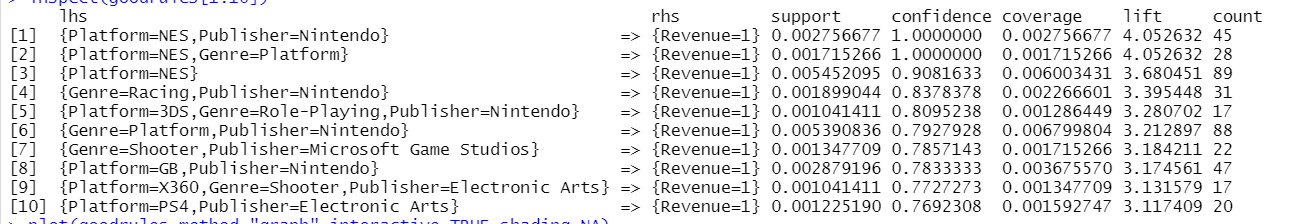 > inspect(goodrules[1:10])
lhs rhs support confidence coverage lift count
[1] {Platform=NES,Publisher=Nintendo} => {Revenue=1} 0.002756677 1.0000000 0.002756677 4.052632 45
[2] {Platform=NES,Genre=Platform} => {Revenue=1} 0.001715266 1.0000000 0.001715266 4.052632 28
[3] {Platform=NES} => {Revenue=1} 0.005452095 0.9081633 0.006003431 3.680451 89
[4] {Genre=Racing,Publisher=Nintendo} => {Revenue=1} 0.001899044 0.8378378 0.002266601 3.395448 31
[5] {Platform=3DS,Genre=Role-Playing,Publisher=Nintendo} => {Revenue=1} 0.001041411 0.8095238 0.001286449 3.280702 17
[6] {Genre=Platform,Publisher=Nintendo} => {Revenue=1} 0.005390836 0.7927928 0.006799804 3.212897 88
[7] {Genre=Shooter,Publisher=Microsoft Game Studios} => {Revenue=1} 0.001347709 0.7857143 0.001715266 3.184211 22
[8] {Platform=GB,Publisher=Nintendo} => {Revenue=1} 0.002879196 0.7833333 0.003675570 3.174561 47
[9] {Platform=X360,Genre=Shooter,Publisher=Electronic Arts} => {Revenue=1} 0.001041411 0.7727273 0.001347709 3.131579 17
[10] {Platform=PS4,Publisher=Electronic Arts} => {Revenue=1} 0.001225190 0.7692308 0.001592747 3.117409 20
> plot(goodrules,method="graph",interactive=TRUE,shading=NA)